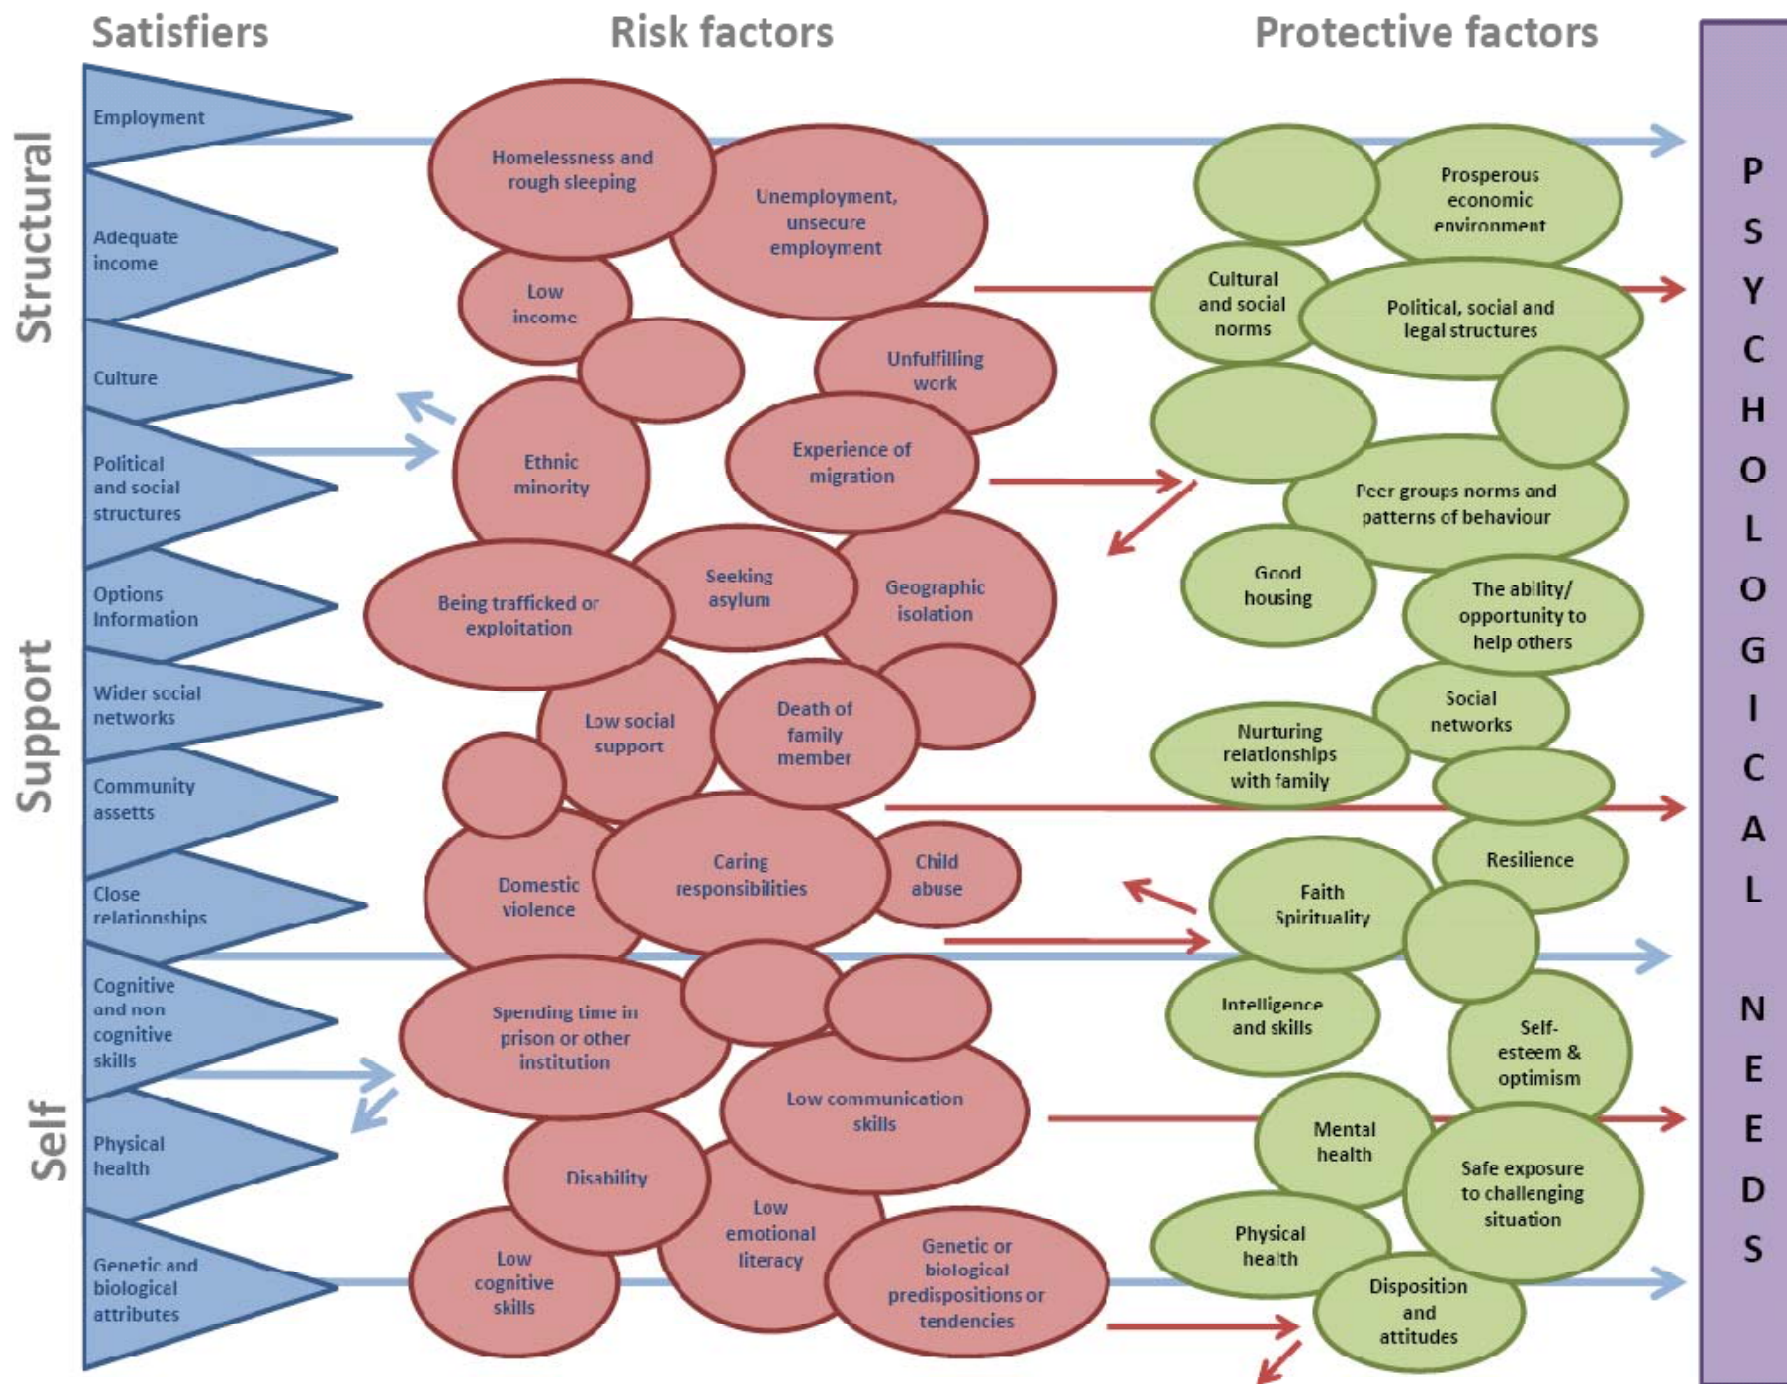 Satisfiers
Risk factors
Protective factors
Structural
Support
Self
Employment
Adequate
income
Culture
Political
and social
structures
Options
Information
Wider social
networks
Community
assetts
Close
relationships
Cognitive
and non
cognitive
skills
Physical
health
Genetic and
biological
attributes
Homelessness and
rough sleeping
Unemployment,
unsecure
employment
Low
income
Unfulfilling
work
Ethnic
minority
Experience of
migration
Being trafficked or
exploitation
Seeking
asylum
Geographic
isolation
Low social
support
Death of
family
member
Domestic
violence
Caring
responsibilities
Child
abuse
Spending time in
prison or other
institution
Low communication
skills
Disability
Low
cognitive
skills
Low
emotional
literacy
Genetic or
biological
predispositions or
tendencies
Prosperous
economic
environment
Cultural
and social
norms
Political, social and
legal structures
Peer groups norms and
patterns of behaviour
Good
housing
The ability/
opportunity to
help others
Social
networks
Nurturing
relationships
with family
Resilience
Faith
Spirituality
Intelligence
and skills
Self-
esteem &
optimism
Mental
health
Safe exposure
to challenging
situation
Physical
health
Disposition
and
attitudes
PSYCHOLOGICAL NEEDS